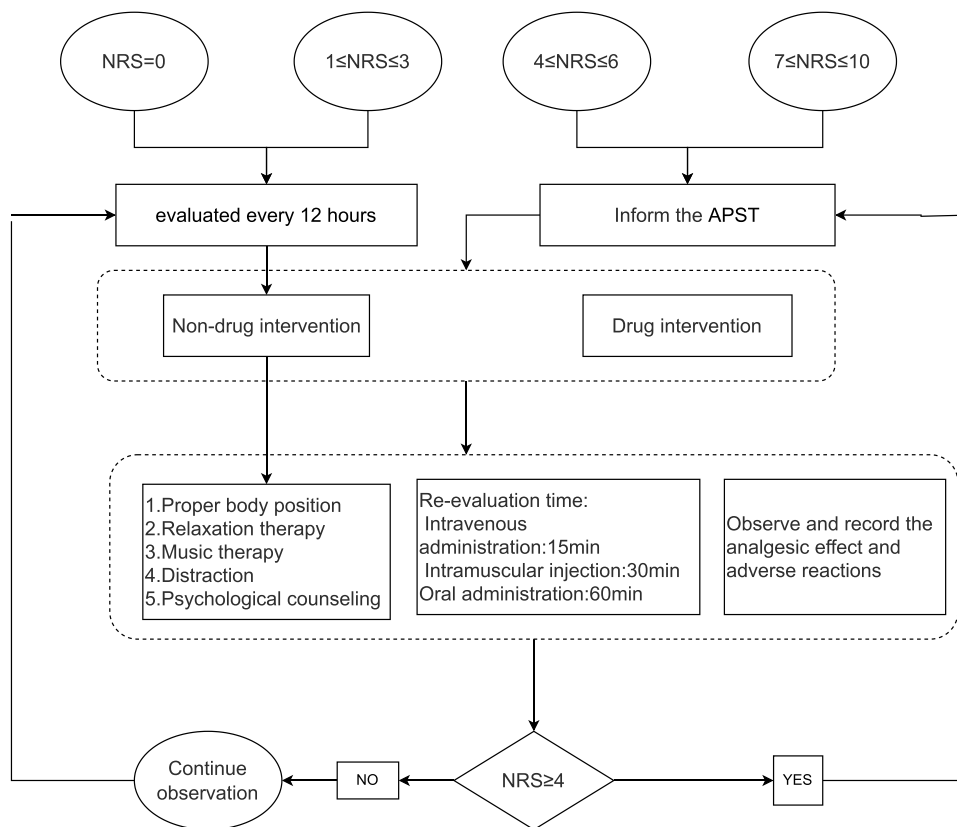 NRS=0
1≤NRS≤3
4≤NRS≤6
7≤NRS≤10
evaluated every 12 hours
Inform the APST
Non-drug intervention
Drug intervention
1.Proper body position
2.Relaxation therapy
3.Music therapy
4.Distraction
5.Psychological counseling
Re-evaluation time:
Intravenous
administration:15min
Intramuscular injection:30min
Oral administration:60min
Observe and record the
analgesic effect and
adverse reactions
Continue
observation
NO
NRS≥4
YES